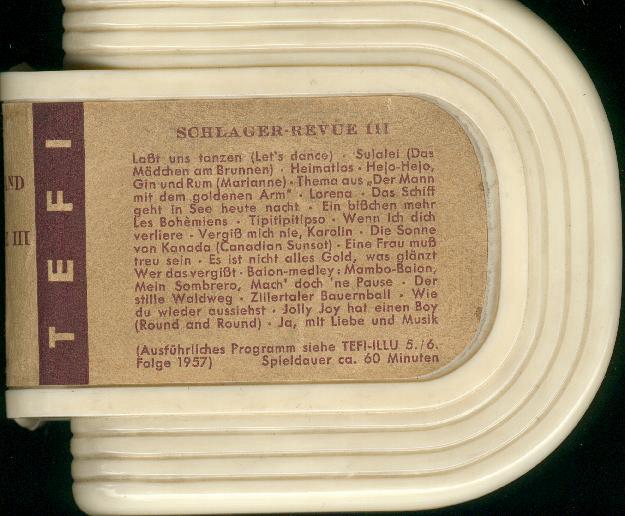 SCHLAGER-REVUE III
Laßt uns tanzen (Let's dance) · Sulalei (Das
Mädchen am Brunnen) · Heimatlos · Hejo-Hejo,
Gin und Rum (Marianne) · Thema aus „Der Mann
mit dem goldenen Arm" · Lorena · Das Schiff
geht in See heute nacht · Ein bißchen mehr
Les Bohèmiens · Tipitipitipso · Wenn ich dich
verliere · Vergiß mich nie, Karolin · Die Sonne
von Kanada (Canadian Sunset) · Eine Frau muß
treu sein · Es ist nicht alles Gold, was glänzt
Wer das vergißt · Baion-medley: Mambo-Baion,
Mein Sombrero, Mach' doch 'ne Pause · Der
stille Waldweg · Zillertaler Bauernball · Wie
du wieder aussiehst · Jolly Joy hat einen Boy
(Round and Round) · Ja, mit Liebe und Musik
(Ausführliches Programm siehe TEFI-ILLU 5./6.
Folge 1957) Spieldauer ca. 60 Minuten
TEFI
ND
III